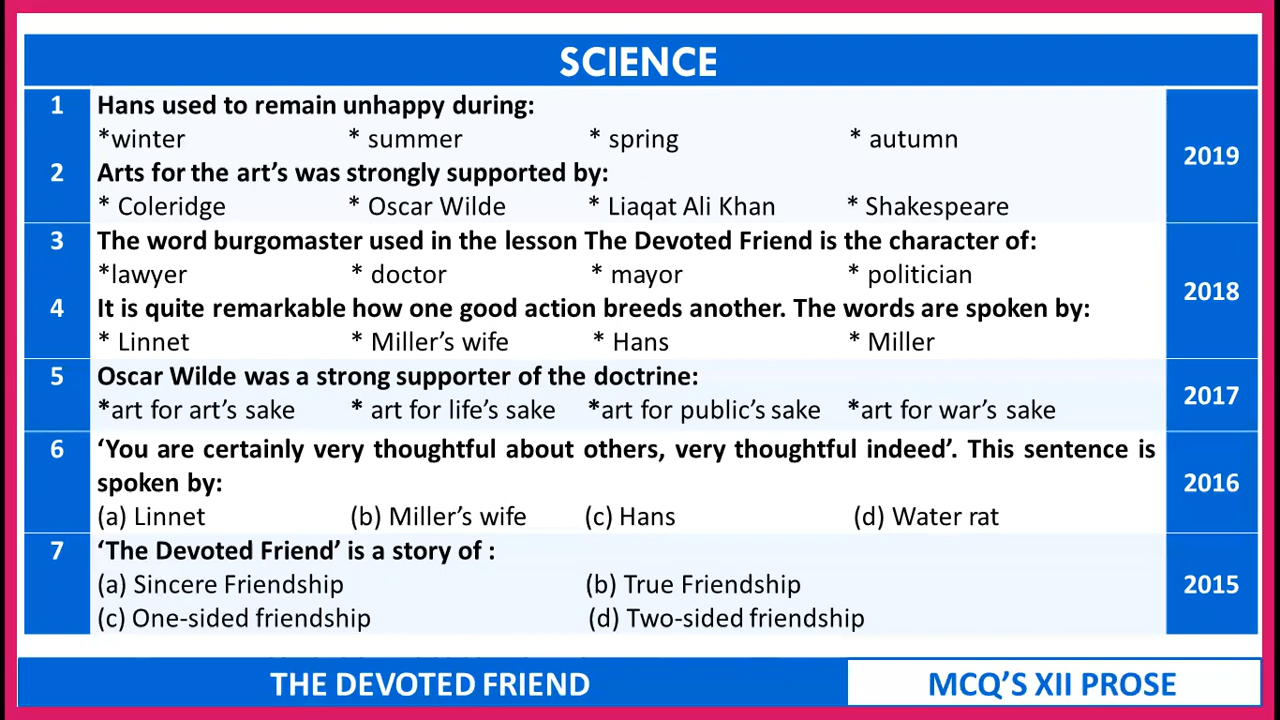 SCIENCE
1 Hans used to remain unhappy during:
*winter * summer * spring * autumn
2019
2 Arts for the art’s was strongly supported by:
* Coleridge * Oscar Wilde * Liaqat Ali Khan * Shakespeare
3 The word burgomaster used in the lesson The Devoted Friend is the character of:
*lawyer * doctor * mayor * politician
2018
4 It is quite remarkable how one good action breeds another. The words are spoken by:
* Linnet * Miller’s wife * Hans * Miller
5 Oscar Wilde was a strong supporter of the doctrine:
2017
*art for art’s sake * art for life’s sake *art for public’s sake *art for war’s sake
6 ‘You are certainly very thoughtful about others, very thoughtful indeed’. This sentence is
spoken by:
2016
(a) Linnet (b) Miller’s wife (c) Hans (d) Water rat
7 ‘The Devoted Friend’ is a story of :
(a) Sincere Friendship (b) True Friendship
2015
(c) One-sided friendship (d) Two-sided friendship
THE DEVOTED FRIEND MCQ’S XII PROSE